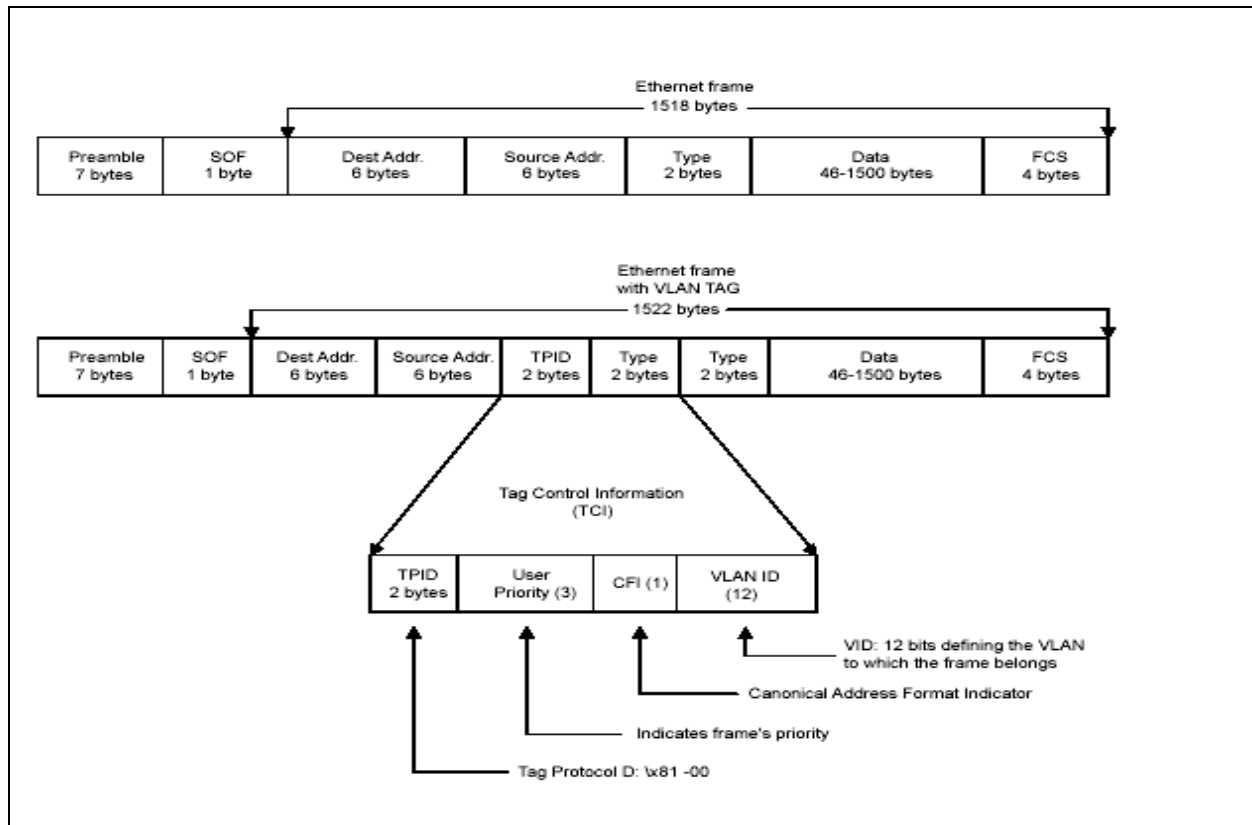 Ethernet frame
1518 bytes
Preamble
7 bytes
SOF
1 byte
Dest Addr.
6 bytes
Source Addr.
6 bytes
Type
2 bytes
Data
46-1500 bytes
FCS
4 bytes
Ethernet frame
with VLAN TAG
1522 bytes
Preamble
7 bytes
SOF
1 byte
Dest Addr.
6 bytes
Source Addr.
6 bytes
TPID
2 bytes
Type
2 bytes
Type
2 bytes
Data
46-1500 bytes
FCS
4 bytes
Tag Control Information
(TCI)
TPID
2 bytes
User
Priority (3)
CFI (1)
VLAN ID
(12)
VID: 12 bits defining the VLAN
to which the frame belongs
Canonical Address Format Indicator
Indicates frame's priority
Tag Protocol D: \x81 -00